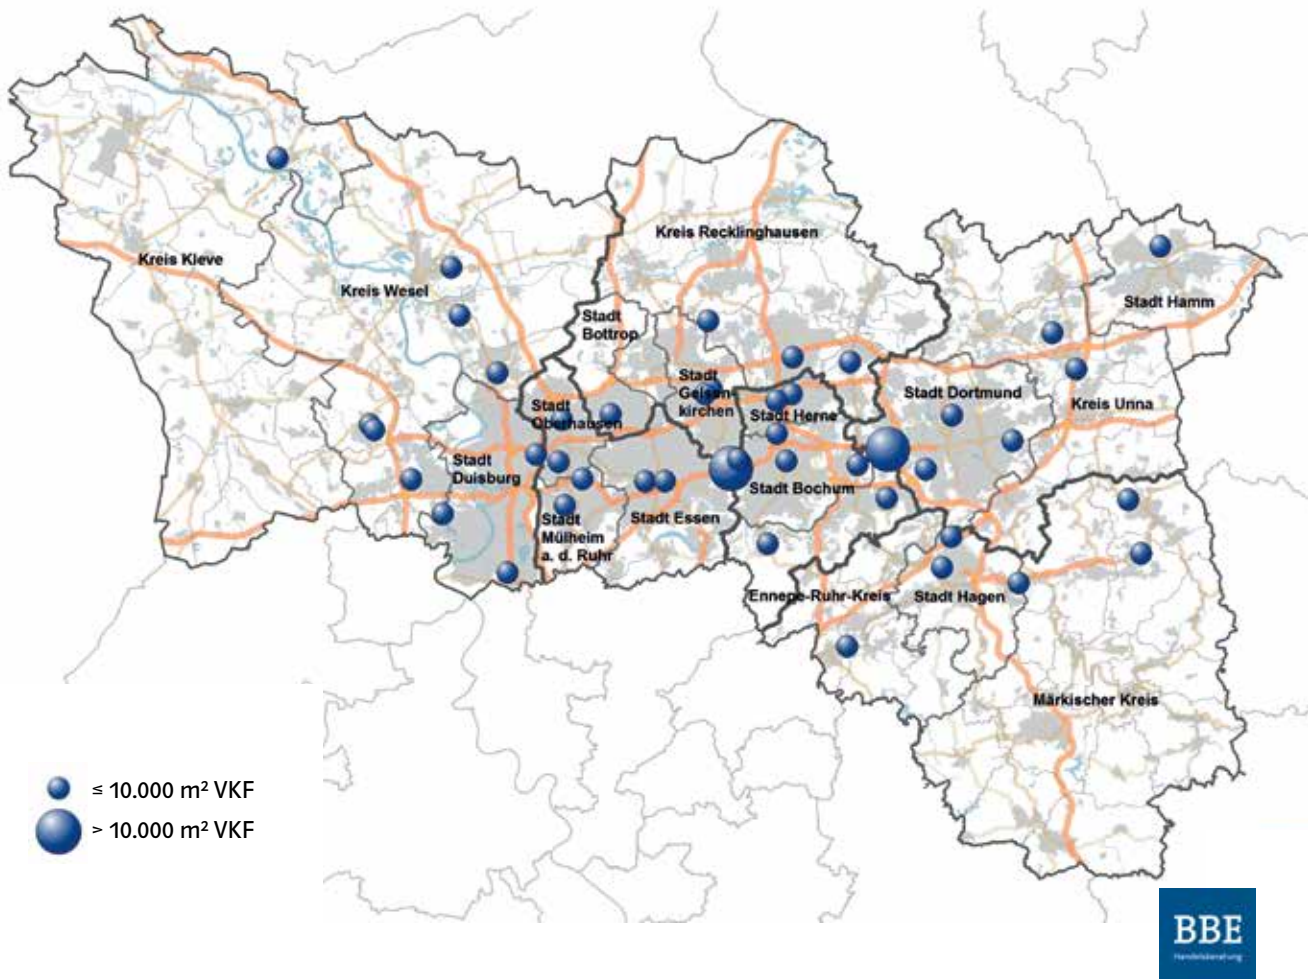 Kreis Recklinghausen
Kreis Kleve
Kreis Wesel
Stadt Hamm
Stadt
Bottrop
Stadt
Gelsen-
kirchen
Stadt Dortmund
Kreis Unna
Stadt
Oberhausen
Stadt Herne
Stadt
Duisburg
Stadt Bochum
Stadt Essen
Stadt
Mülheim
a. d. Ruhr
Ennepe-Ruhr-Kreis
Stadt Hagen
Märkischer Kreis
≤ 10.000 m² VKF
> 10.000 m² VKF
BBE
Handelsberatung